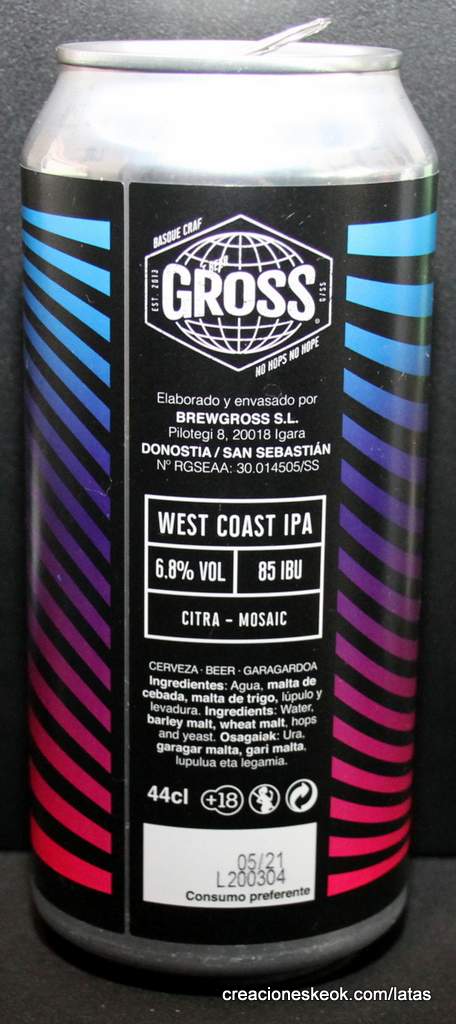 BASQUE CRAF
& BEER
EST. 2013
GROSS
G/SS
®
NO HOPS NO HOPE
Elaborado y envasado por
BREWGROSS S.L.
Pilotegi 8, 20018 Igara
DONOSTIA / SAN SEBASTIÁN
Nº RGSEAA: 30.014505/SS
WEST COAST IPA
6.8% VOL
85 IBU
CITRA - MOSAIC
CERVEZA · BEER · GARAGARDOA
Ingredientes: Agua, malta de
cebada, malta de trigo, lúpulo y
levadura. Ingredients: Water,
barley malt, wheat malt, hops
and yeast. Osagaiak: Ura,
garagar malta, gari malta,
lupulua eta legamia.
44cl
+18
05/21
L200304
Consumo preferente
creacioneskeok.com/latas